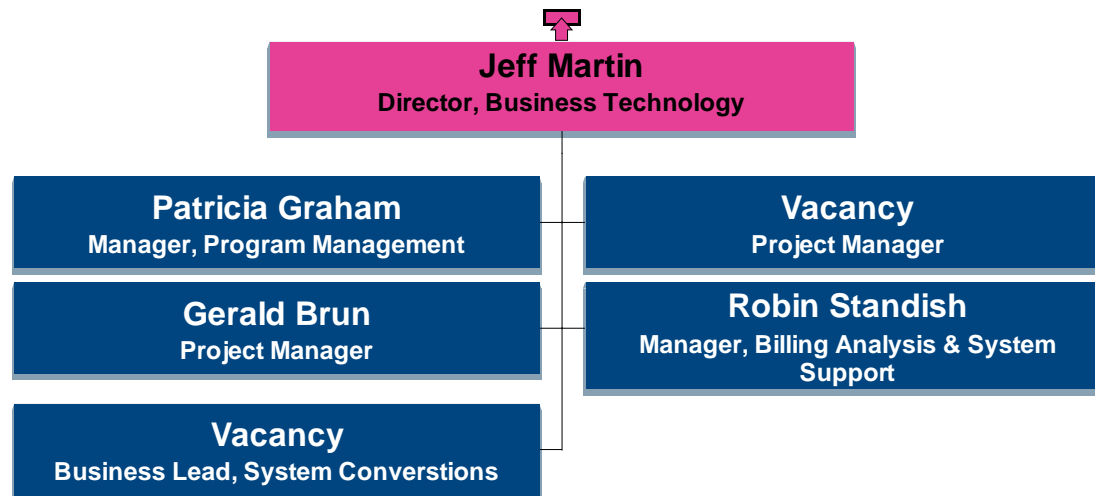 Jeff Martin
Director, Business Technology
Patricia Graham
Manager, Program Management
Vacancy
Project Manager
Gerald Brun
Project Manager
Robin Standish
Manager, Billing Analysis & System
Support
Vacancy
Business Lead, System Converstions